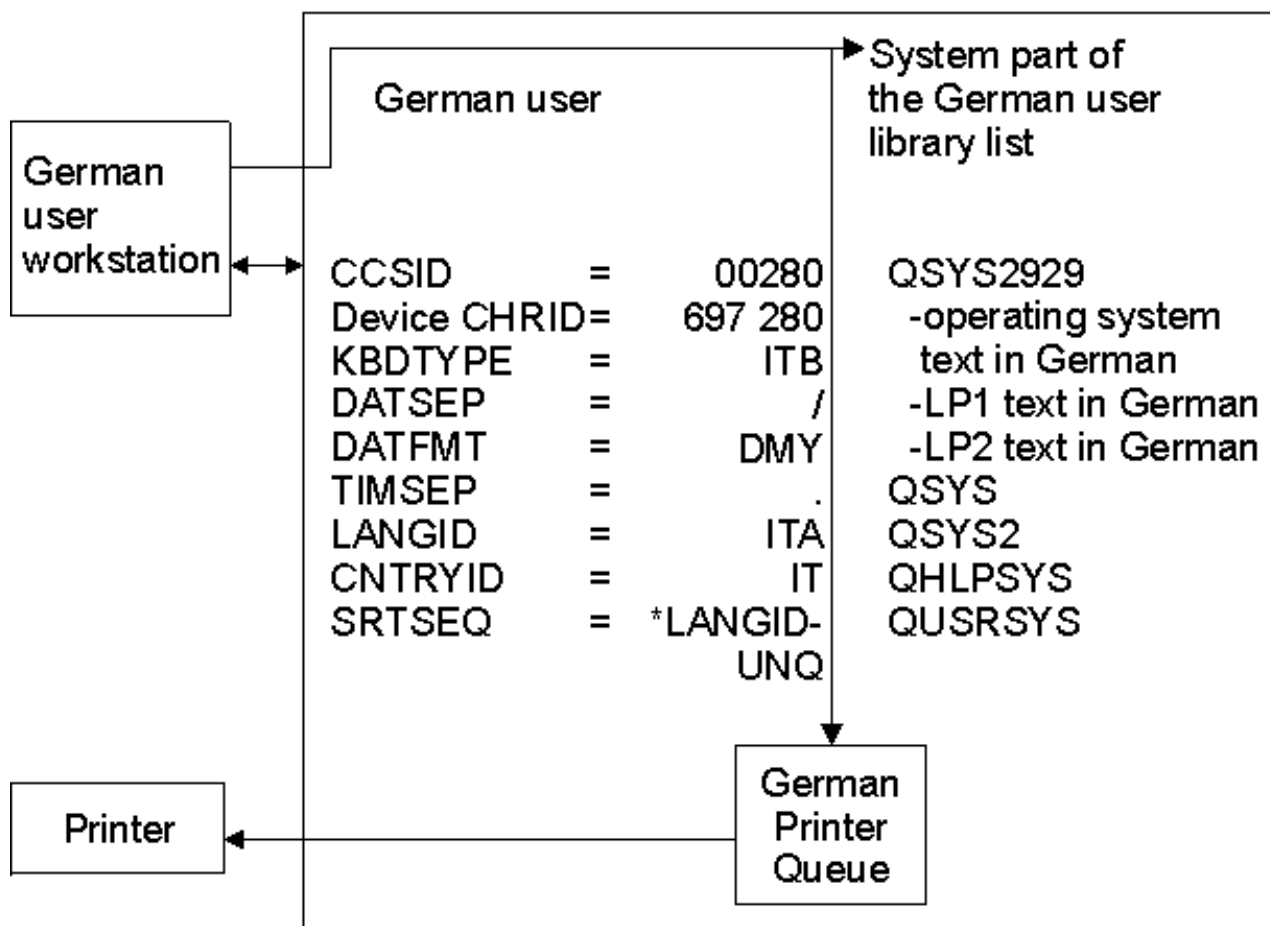 System part of
the German user
library list
German user
German
user
workstation
CCSID = 00280 QSYS2929
Device CHRID= 697 280 -operating system
KBDTYPE = ITB text in German
DATSEP = / -LP1 text in German
DATFMT = DMY -LP2 text in German
TIMSEP = . QSYS
LANGID = ITA QSYS2
CNTRYID = IT QHLPSYS
SRTSEQ = *LANGID- QUSRSYS
UNQ
German
Printer
Queue
Printer